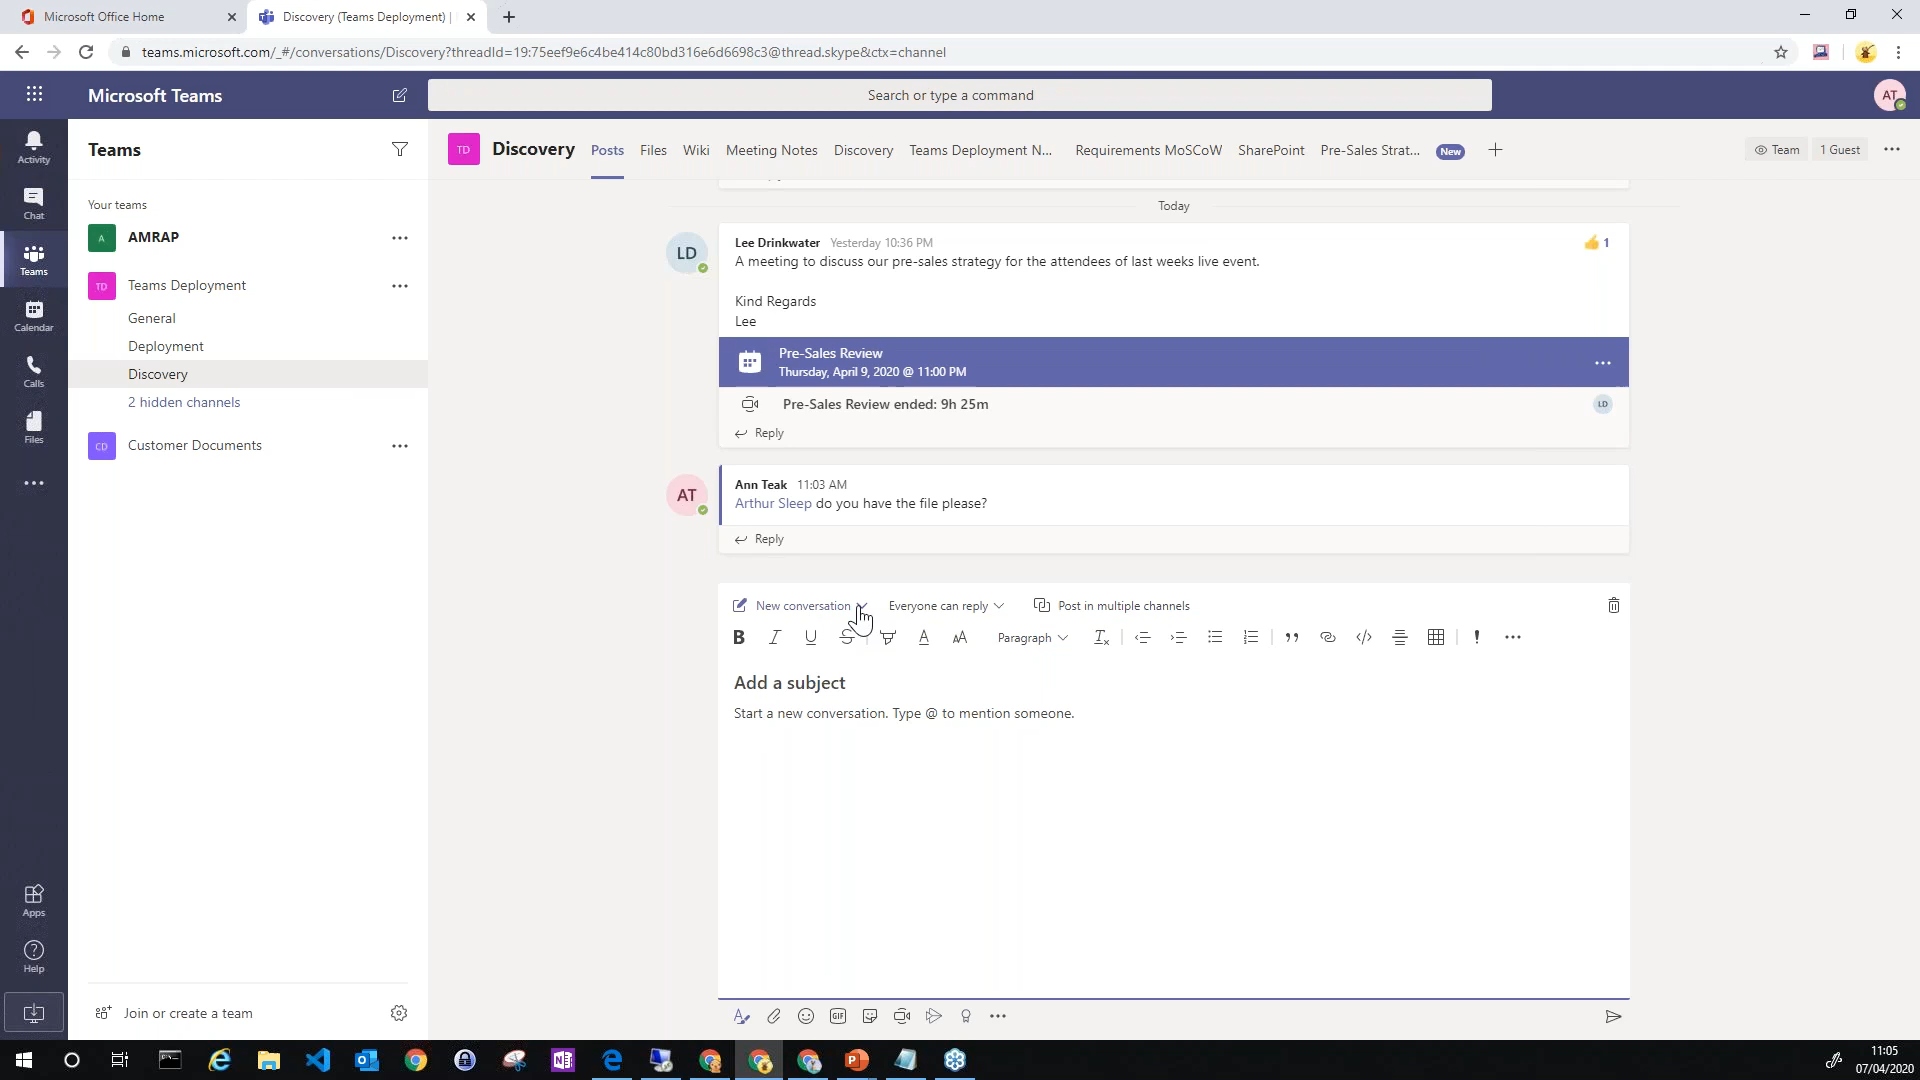 Microsoft Office Home
Discovery (Teams Deployment) |
teams.microsoft.com/_#/conversations/Discovery?threadId=19:75eef9e6c4be414c80bd316e6d6698c3@thread.skype&ctx=channel
Microsoft Teams
Search or type a command
AT
Activity
Chat
Teams
Calendar
Calls
Files
Apps
Help
Teams
Your teams
A
AMRAP
TD
Teams Deployment
General
Deployment
Discovery
2 hidden channels
CD
Customer Documents
Join or create a team
TD
Discovery
Posts
Files
Wiki
Meeting Notes
Discovery
Teams Deployment N...
Requirements MoSCoW
SharePoint
Pre-Sales Strat...
New
Team
1 Guest
Today
LD
Lee Drinkwater Yesterday 10:36 PM
1
A meeting to discuss our pre-sales strategy for the attendees of last weeks live event.
Kind Regards
Lee
Pre-Sales Review
Thursday, April 9, 2020 @ 11:00 PM
Pre-Sales Review ended: 9h 25m
LD
Reply
AT
Ann Teak 11:03 AM
Arthur Sleep do you have the file please?
Reply
New conversation
Everyone can reply
Post in multiple channels
B I U S A AA Paragraph
Add a subject
Start a new conversation. Type @ to mention someone.
GIF
11:05
07/04/2020